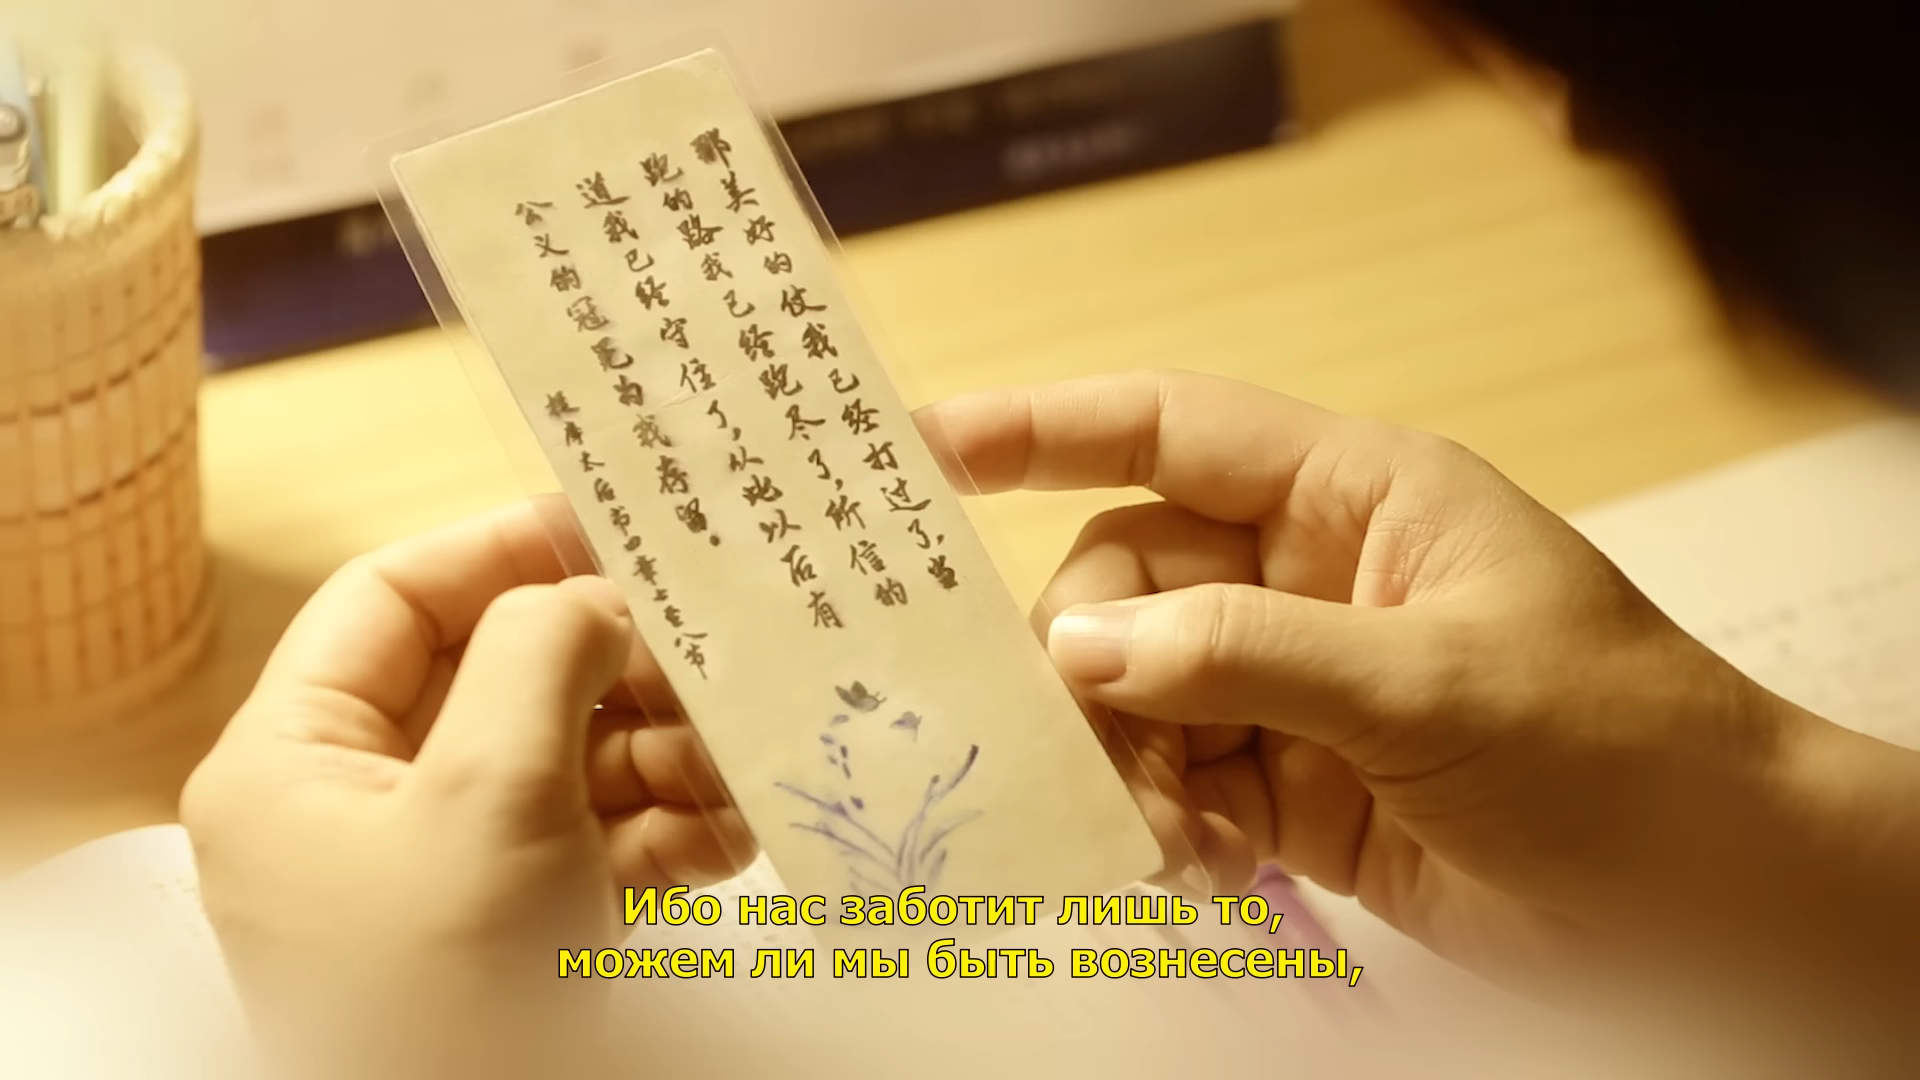 那美好的仗我已经打过了,当
跑的路我已经跑尽了,所信的
道我已经守信了,从此以后有
公义的冠冕为我存留。
提摩太后书四章七至八节
Ибо нас заботит лишь то,
можем ли мы быть вознесены,